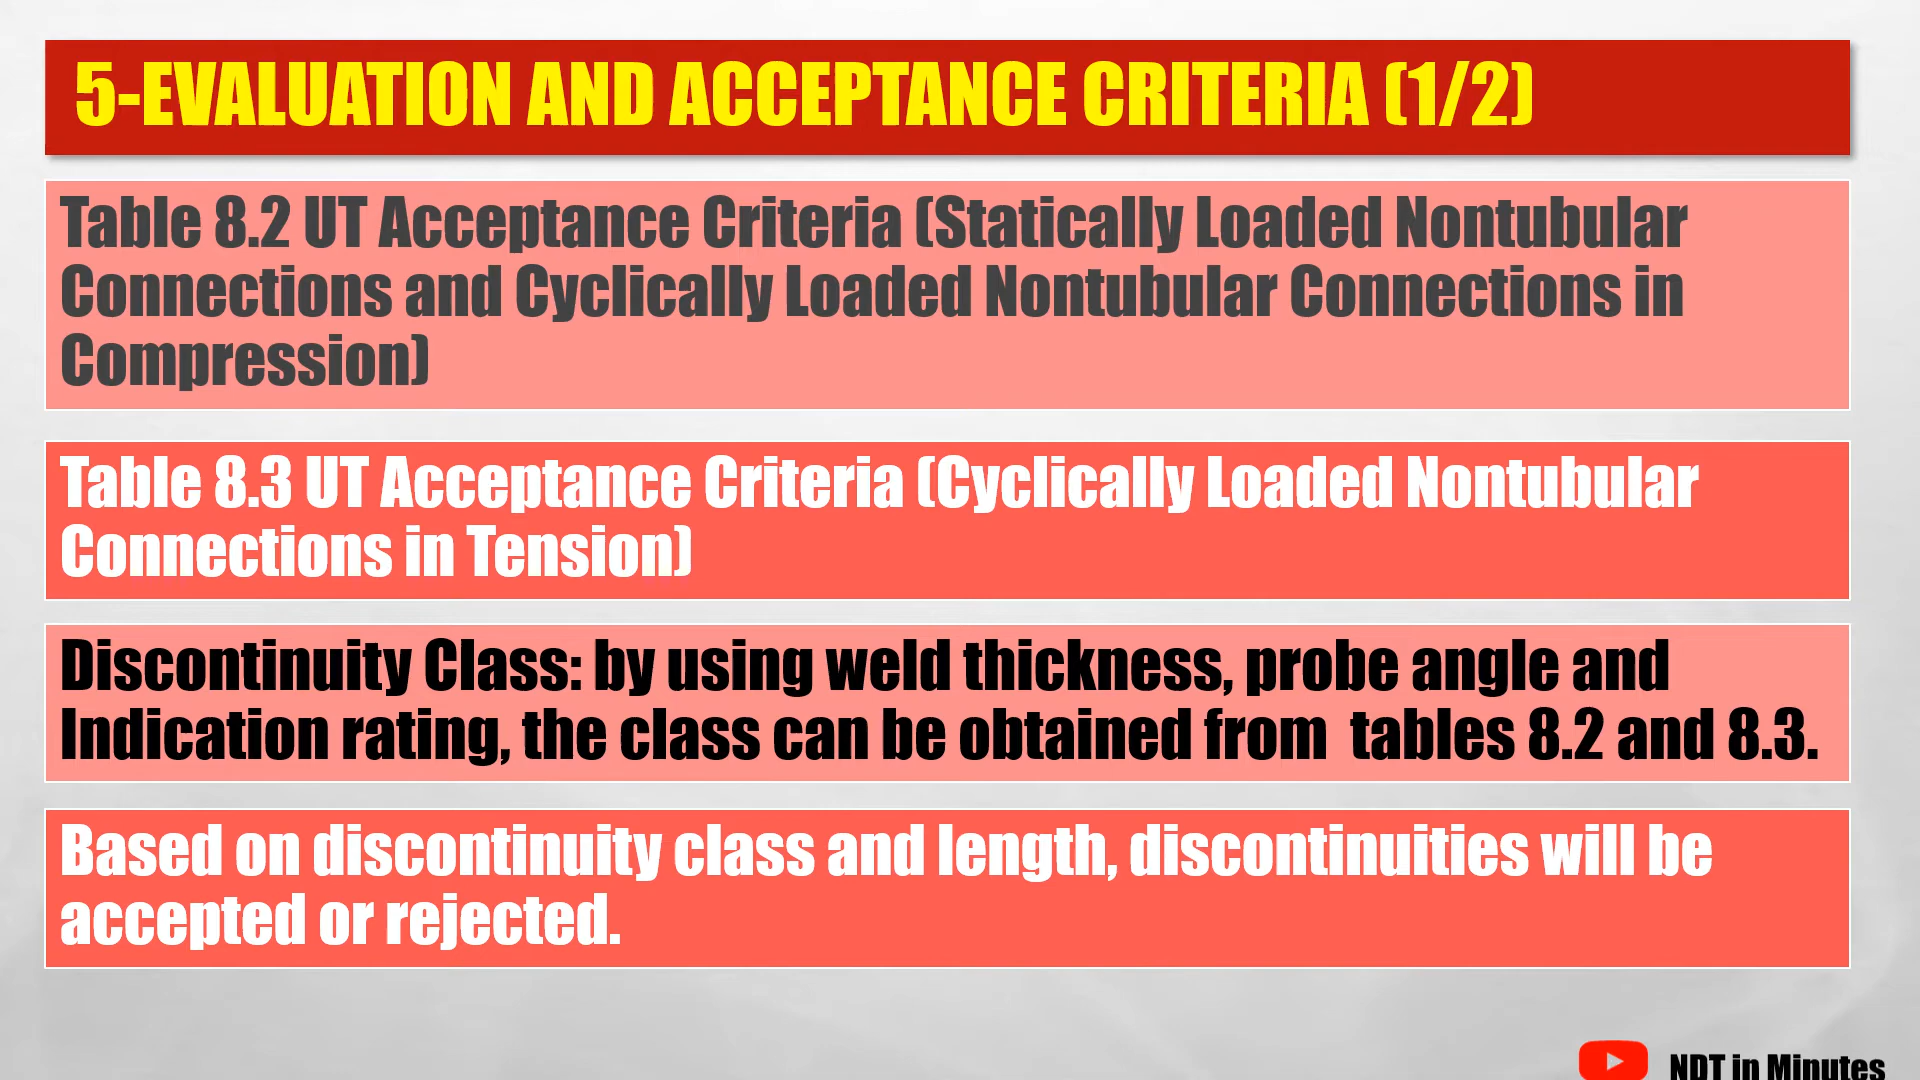 5-EVALUATION AND ACCEPTANCE CRITERIA (1/2)
Table 8.2 UT Acceptance Criteria (Statically Loaded Nontubular
Connections and Cyclically Loaded Nontubular Connections in
Compression)
Table 8.3 UT Acceptance Criteria (Cyclically Loaded Nontubular
Connections in Tension)
Discontinuity Class: by using weld thickness, probe angle and
Indication rating, the class can be obtained from  tables 8.2 and 8.3.
Based on discontinuity class and length, discontinuities will be
accepted or rejected.
NDT in Minutes